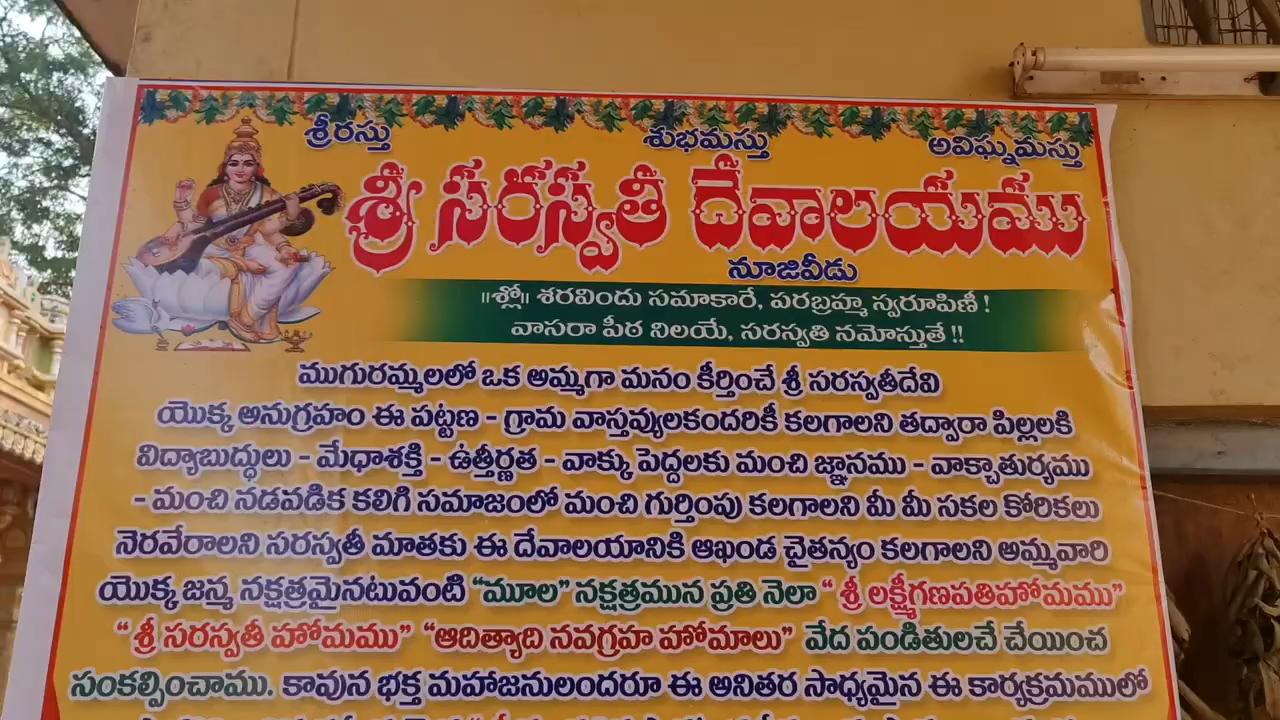 శ్రీరస్తు శుభమస్తు అవిఘ్నమస్తు
శ్రీ సరస్వతీ దేవాలయము
నూజివీడు
॥శ్లో॥ శరవిందు సమాకారే, పరబ్రహ్మ స్వరూపిణీ !
వాసరా పీఠ నిలయే, సరస్వతి నమోస్తుతే !!
ముగురమ్మలలో ఒక అమ్మగా మనం కీర్తించే శ్రీ సరస్వతీదేవి
యొక్క అనుగ్రహం ఈ పట్టణ - గ్రామ వాస్తవ్యులకందరికీ కలగాలని తద్వారా పిల్లలకి
విద్యాబుద్ధులు - మేధాశక్తి - ఉత్తీర్ణత - వాక్కు పెద్దలకు మంచి జ్ఞానము - వాక్చాతుర్యము
- మంచి నడవడిక కలిగి సమాజంలో మంచి గుర్తింపు కలగాలని మీ మీ సకల కోరికలు
నెరవేరాలని సరస్వతీ మాతకు ఈ దేవాలయానికి ఆఖండ చైతన్యం కలగాలని అమ్మవారి
యొక్క జన్మ నక్షత్రమైనటువంటి "మూల" నక్షత్రమున ప్రతి నెలా "శ్రీ లక్ష్మీగణపతిహోమము"
"శ్రీ సరస్వతీ హోమము" "ఆదిత్యాది నవగ్రహ హోమాలు" వేద పండితులచే చేయించ
సంకల్పించాము. కావున భక్త మహాజనులందరూ ఈ అనితర సాధ్యమైన ఈ కార్యక్రమములో